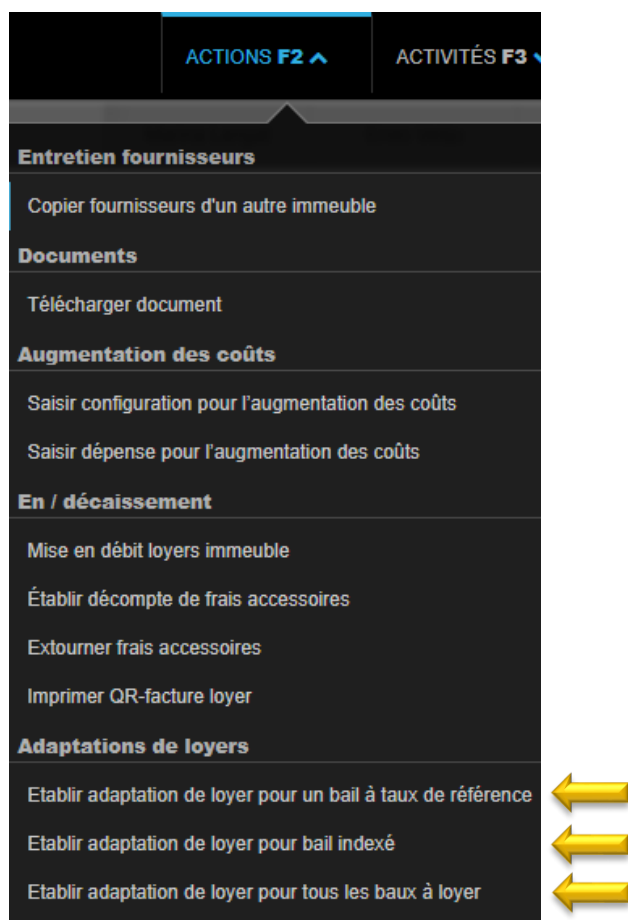 ACTIONS F2
ACTIVITÉS F3
Entretien fournisseurs
Copier fournisseurs d'un autre immeuble
Documents
Télécharger document
Augmentation des coûts
Saisir configuration pour l'augmentation des coûts
Saisir dépense pour l'augmentation des coûts
En / décaissement
Mise en débit loyers immeuble
Établir décompte de frais accessoires
Extourner frais accessoires
Imprimer QR-facture loyer
Adaptations de loyers
Etablir adaptation de loyer pour un bail à taux de référence
Etablir adaptation de loyer pour bail indexé
Etablir adaptation de loyer pour tous les baux à loyer